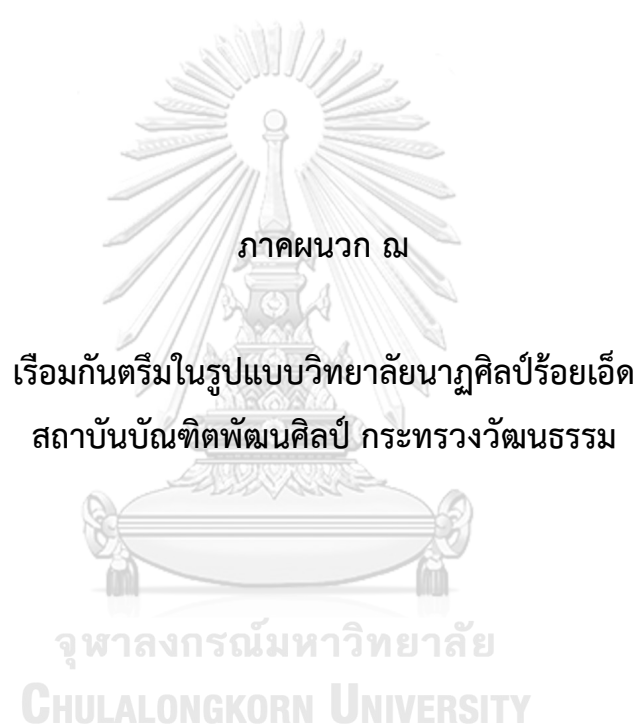 ภาคผนวก ฌ
เรือมกันตรึมในรูปแบบวิทยาลัยนาฏศิลป์ร้อยเอ็ด
สถาบันบัณฑิตพัฒนศิลป์ กระทรวงวัฒนธรรม
จุฬาลงกรณ์มหาวิทยาลัย
CHULALONGKORN UNIVERSITY